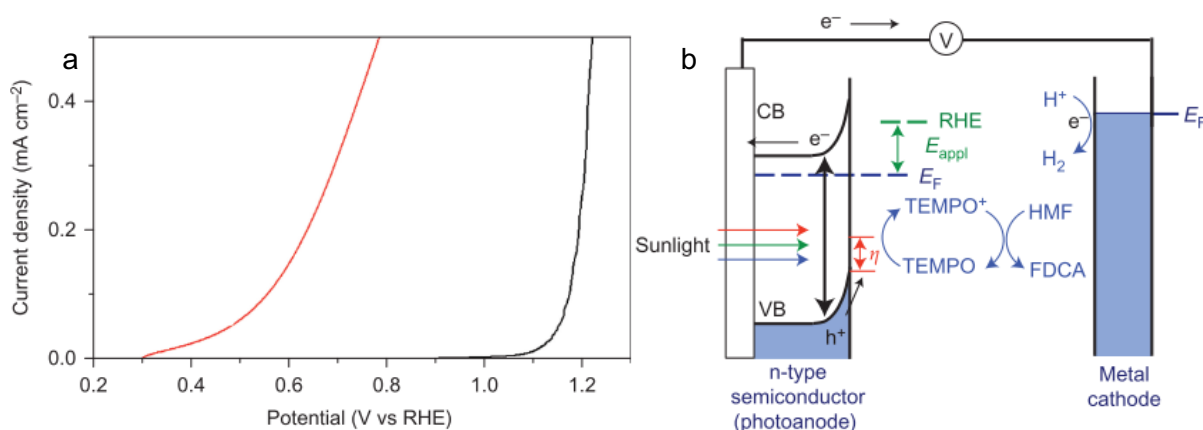 a
Current density (mA cm⁻²)
0.4
0.2
0.0
0.2 0.4 0.6 0.8 1.0 1.2
Potential (V vs RHE)
b
e⁻
V
CB
e⁻
RHE
E_appl
E_F
Sunlight
η
TEMPO⁺
TEMPO
HMF
FDCA
VB
h⁺
n-type
semiconductor
(photoanode)
H⁺
e⁻
H₂
E_F
Metal
cathode